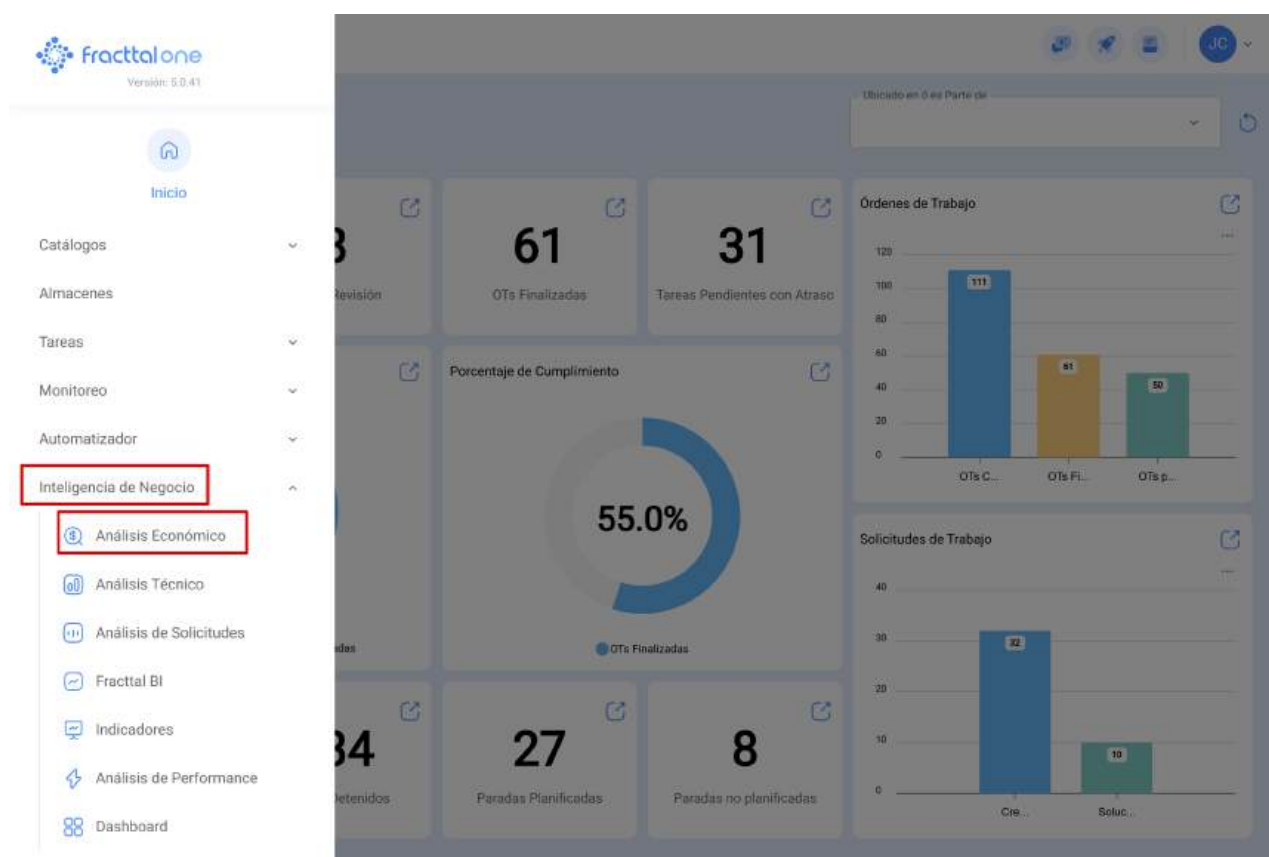 fracttal one
Versión: 5.0.41
JC
Inicio
Catálogos
Almacenes
Tareas
Monitoreo
Automatizador
Inteligencia de Negocio
Análisis Económico
Análisis Técnico
Análisis de Solicitudes
Fracttal BI
Indicadores
Análisis de Performance
Dashboard
Ubicado en ó es Parte de
Revisión
61
OTs Finalizadas
31
Tareas Pendientes con Atraso
Porcentaje de Cumplimiento
55.0%
OTs Finalizadas
27
Paradas Planificadas
8
Paradas no planificadas
Órdenes de Trabajo
120
100
80
60
40
20
0
111
61
50
OTs C...
OTs Fi...
OTs p...
Solicitudes de Trabajo
40
30
20
10
0
32
10
Cre...
Soluc...